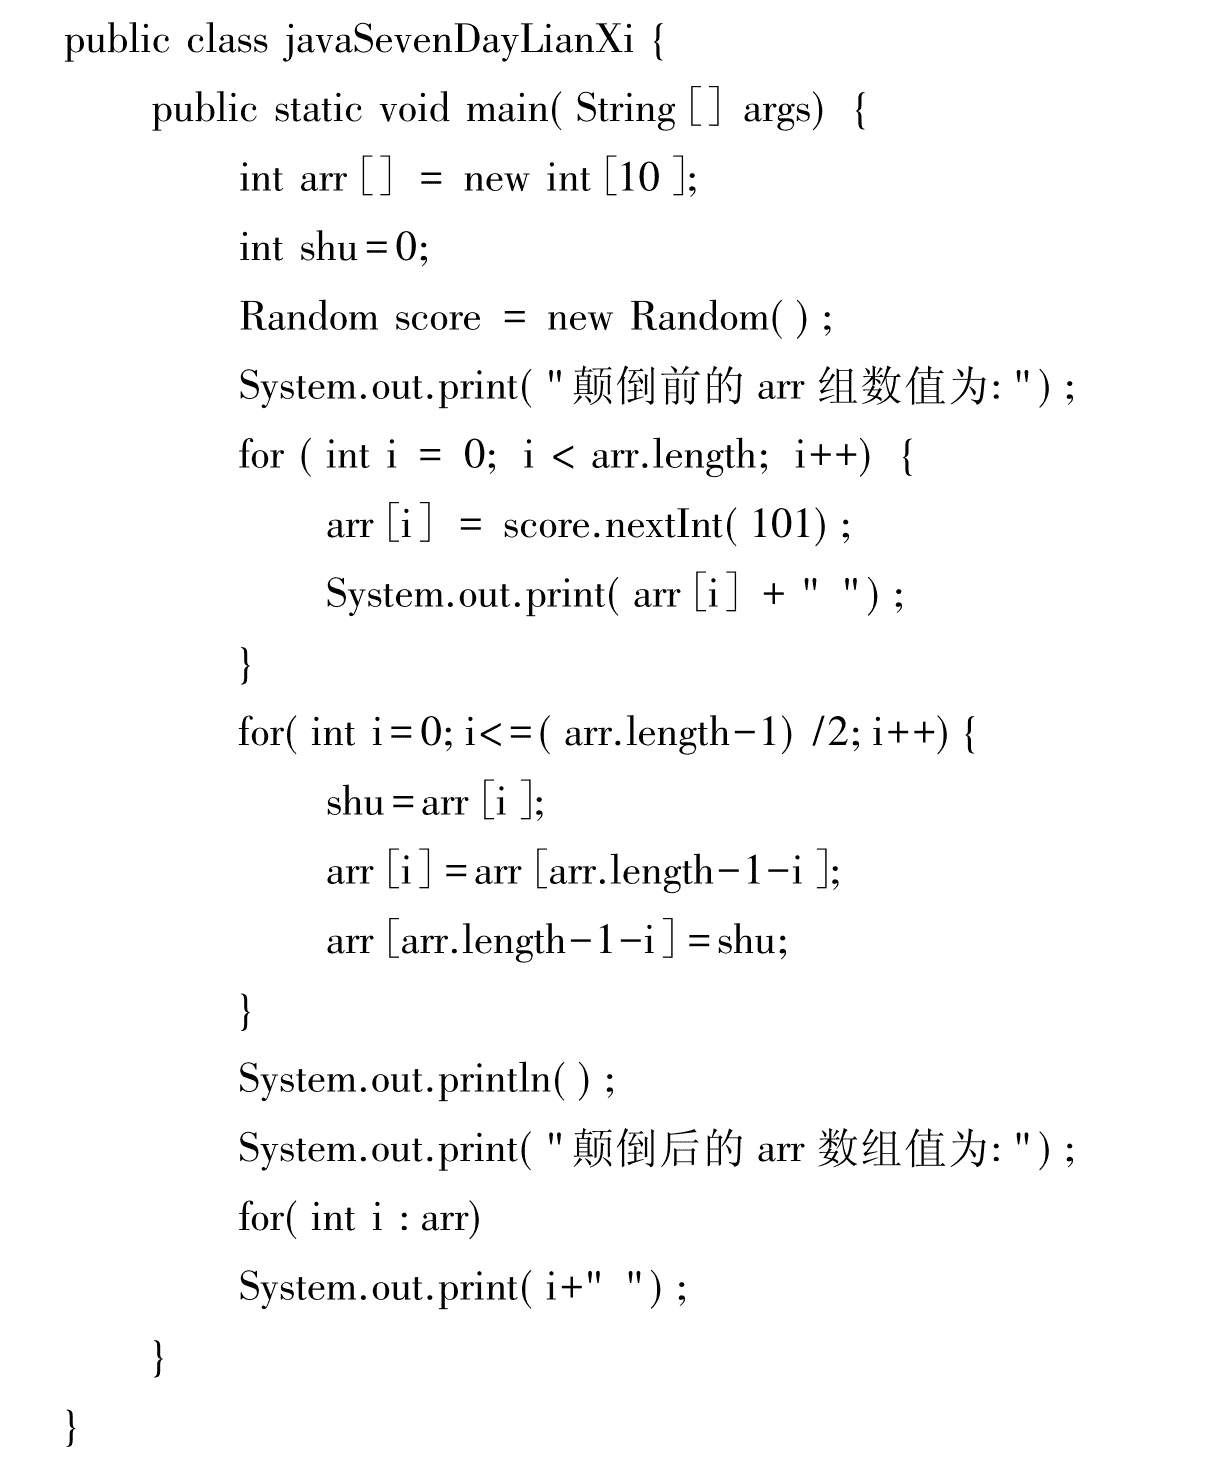 public class javaSevenDayLianXi {
public static void main(String[] args) {
int arr[] = new int[10];
int shu=0;
Random score = new Random();
System.out.print("颠倒前的 arr 组数值为:");
for (int i = 0; i < arr.length; i++) {
arr[i] = score.nextInt(101);
System.out.print(arr[i] + " ");
}
for(int i=0;i<=(arr.length-1)/2;i++){
shu=arr[i];
arr[i]=arr[arr.length-1-i];
arr[arr.length-1-i]=shu;
}
System.out.println();
System.out.print("颠倒后的 arr 数组值为:");
for(int i : arr)
System.out.print(i+" ");
}
}